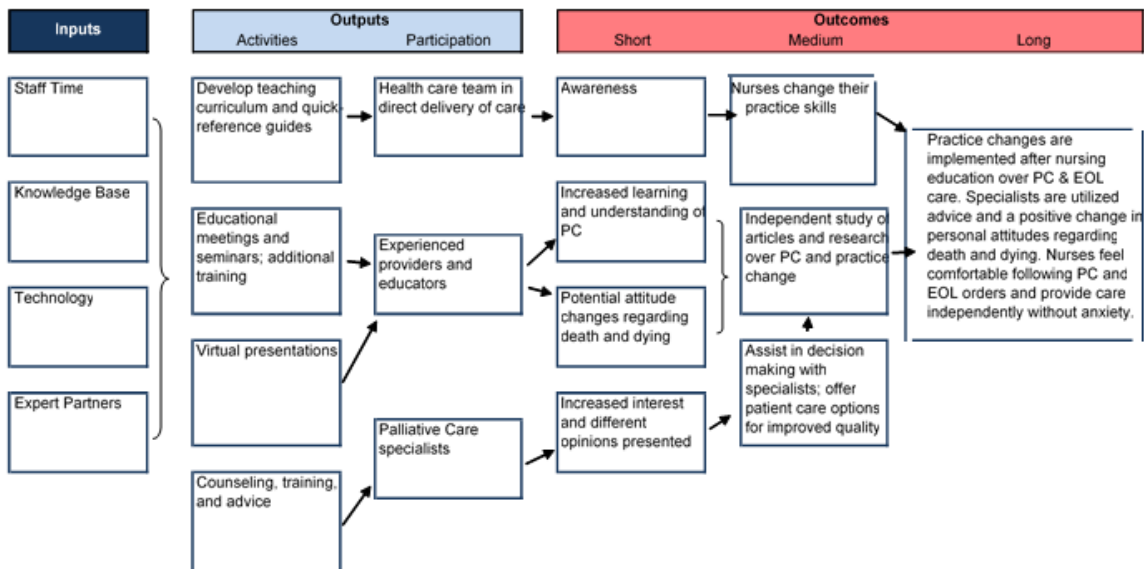 Inputs
Outputs
Activities
Participation
Outcomes
Short
Medium
Long
Staff Time
Knowledge Base
Technology
Expert Partners
Develop teaching
curriculum and quick-
reference guides
Educational
meetings and
seminars; additional
training
Virtual presentations
Counseling, training,
and advice
Health care team in
direct delivery of care
Experienced
providers and
educators
Palliative Care
specialists
Awareness
Increased learning
and understanding of
PC
Potential attitude
changes regarding
death and dying
Increased interest
and different
opinions presented
Nurses change their
practice skills
Independent study of
articles and research
over PC and practice
change
Assist in decision
making with
specialists; offer
patient care options
for improved quality
Practice changes are
implemented after nursing
education over PC & EOL
care. Specialists are utilized
advice and a positive change in
personal attitudes regarding
death and dying. Nurses feel
comfortable following PC and
EOL orders and provide care
independently without anxiety.